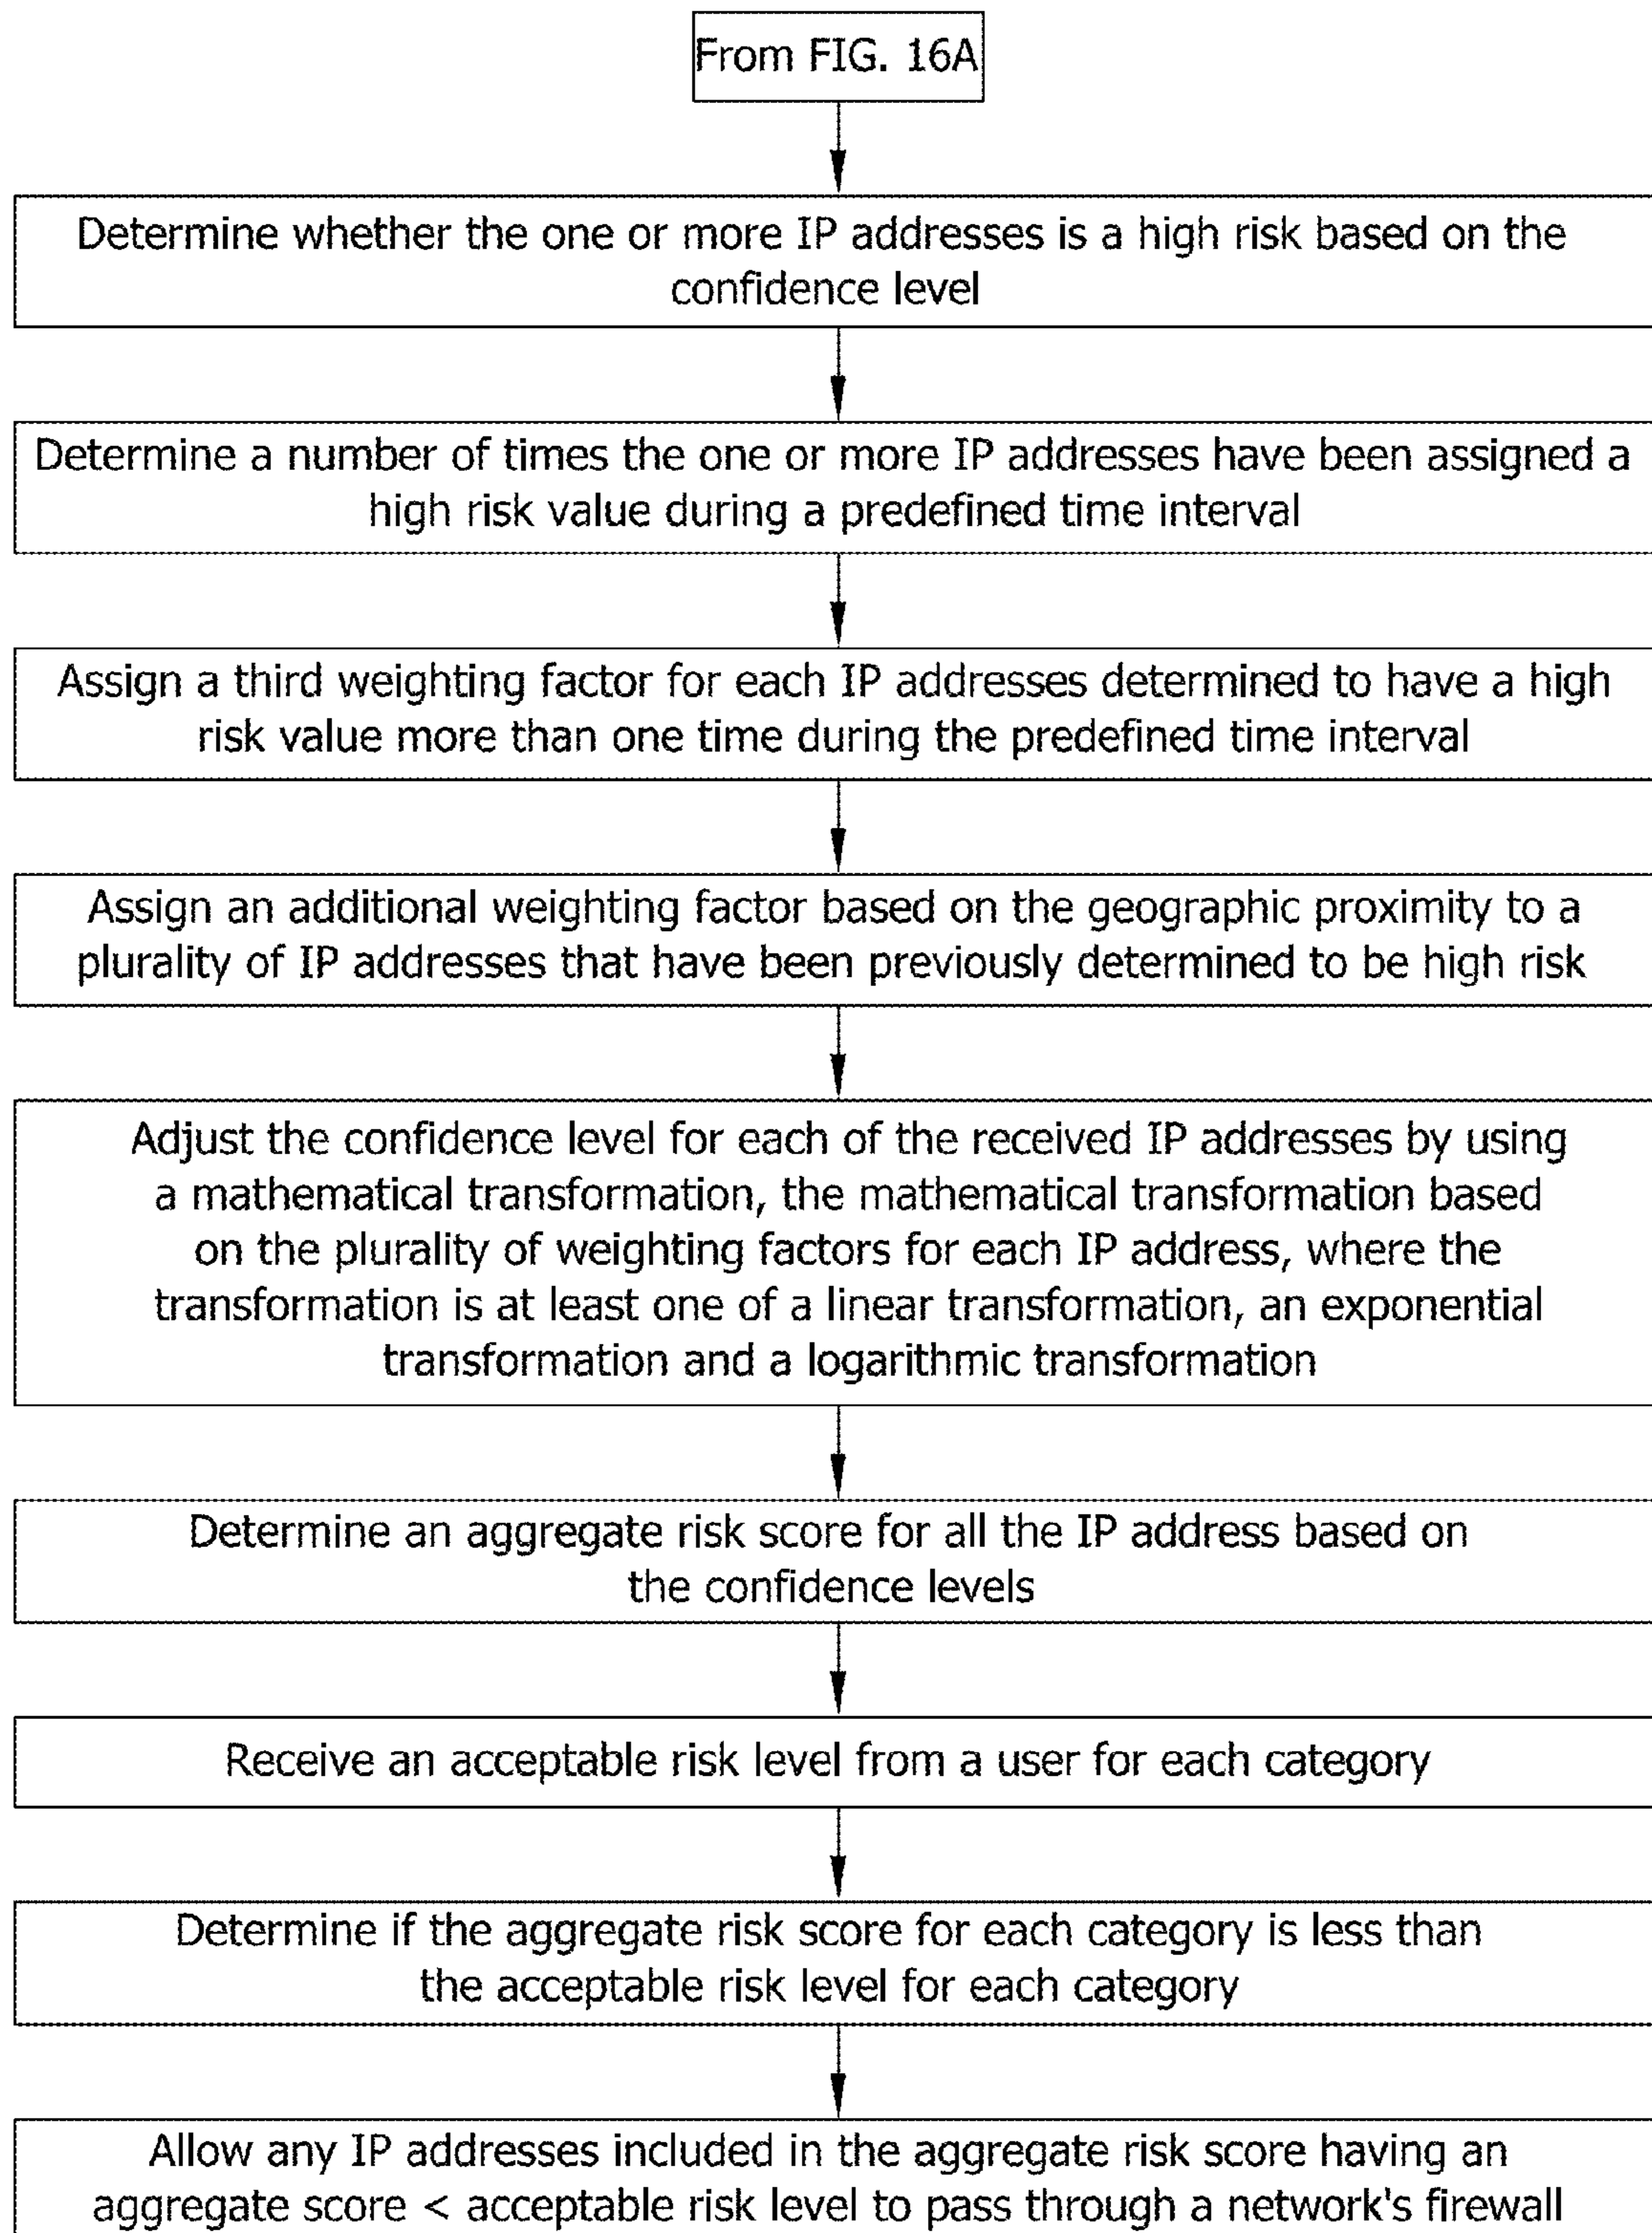 From FIG. 16A
Determine whether the one or more IP addresses is a high risk based on the
confidence level
Determine a number of times the one or more IP addresses have been assigned a
high risk value during a predefined time interval
Assign a third weighting factor for each IP addresses determined to have a high
risk value more than one time during the predefined time interval
Assign an additional weighting factor based on the geographic proximity to a
plurality of IP addresses that have been previously determined to be high risk
Adjust the confidence level for each of the received IP addresses by using
a mathematical transformation, the mathematical transformation based
on the plurality of weighting factors for each IP address, where the
transformation is at least one of a linear transformation, an exponential
transformation and a logarithmic transformation
Determine an aggregate risk score for all the IP address based on
the confidence levels
Receive an acceptable risk level from a user for each category
Determine if the aggregate risk score for each category is less than
the acceptable risk level for each category
Allow any IP addresses included in the aggregate risk score having an
aggregate score < acceptable risk level to pass through a network's firewall